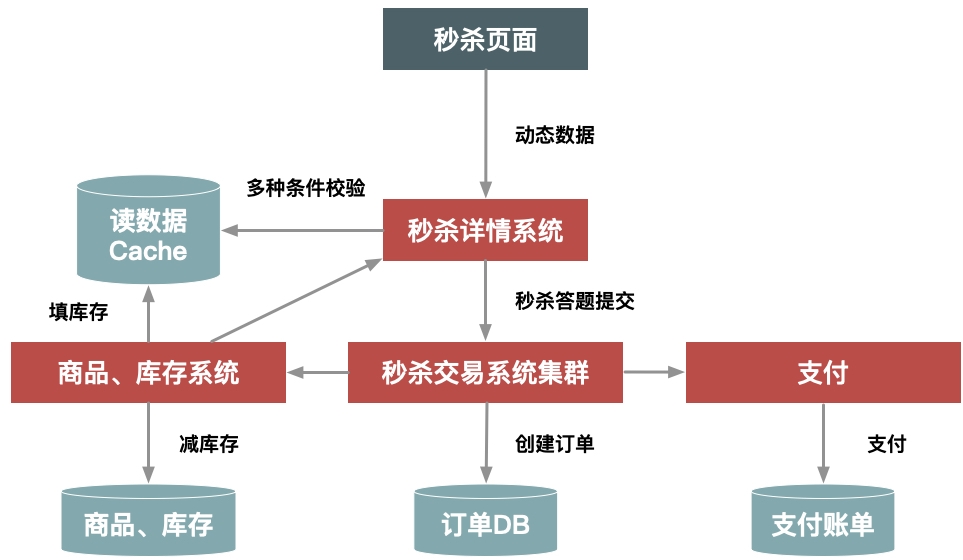 秒杀页面
动态数据
多种条件校验
读数据
Cache
秒杀详情系统
填库存
秒杀答题提交
商品、库存系统
秒杀交易系统集群
支付
减库存
创建订单
支付
商品、库存
订单DB
支付账单